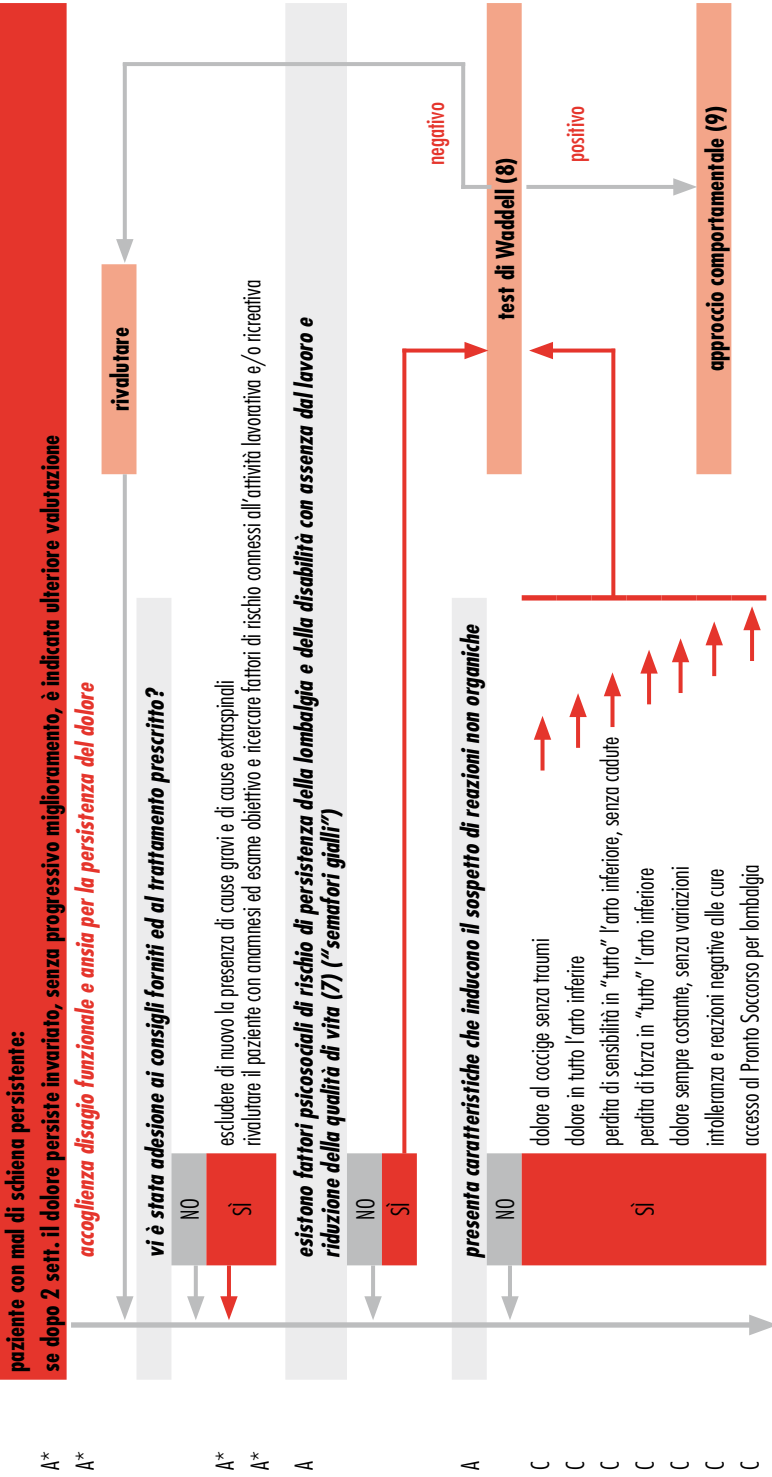 paziente con mal di schiena persistente:
A* se dopo 2 sett. il dolore persiste invariato, senza progressivo miglioramento, è indicata ulteriore valutazione
A* accoglienza disagio funzionale e ansia per la persistenza del dolore
rivalutare
vi è stata adesione ai consigli forniti ed al trattamento prescritto?
NO
A* SÌ escludere di nuovo la presenza di cause gravi e di cause extraspinali
A* rivalutare il paziente con anamnesi ed esame obiettivo e ricercare fattori di rischio connessi all'attività lavorativa e/o ricreativa
A esistono fattori psicosociali di rischio di persistenza della lombalgia e della disabilità con assenza dal lavoro e
riduzione della qualità di vita (7) ("semafori gialli")
NO
SÌ
negativo
test di Waddell (8)
positivo
approccio comportamentale (9)
A presenta caratteristiche che inducono il sospetto di reazioni non organiche
NO
SÌ
C dolore al coccige senza traumi
C dolore in tutto l'arto inferire
C perdita di sensibilità in "tutto" l'arto inferiore, senza cadute
C perdita di forza in "tutto" l'arto inferiore
C dolore sempre costante, senza variazioni
C intolleranza e reazioni negative alle cure
C accesso al Pronto Soccorso per lombalgia